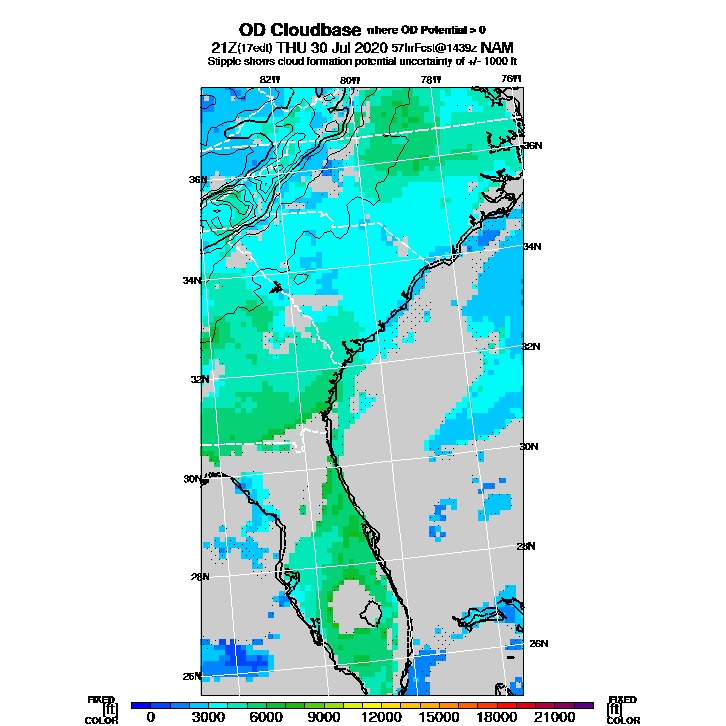 OD Cloudbase where OD Potential > 0
21Z(17edt) THU 30 Jul 2020 57hrFcst@1439z NAM
Stipple shows cloud formation potential uncertainty of +/- 1000 ft
82W 80W 78W 76W
36N
36N
34N
34N
32N
32N
30N
30N
28N
28N
26N
26N
FIXED FIXED
[ft] [ft]
COLOR COLOR
0 3000 6000 9000 12000 15000 18000 21000